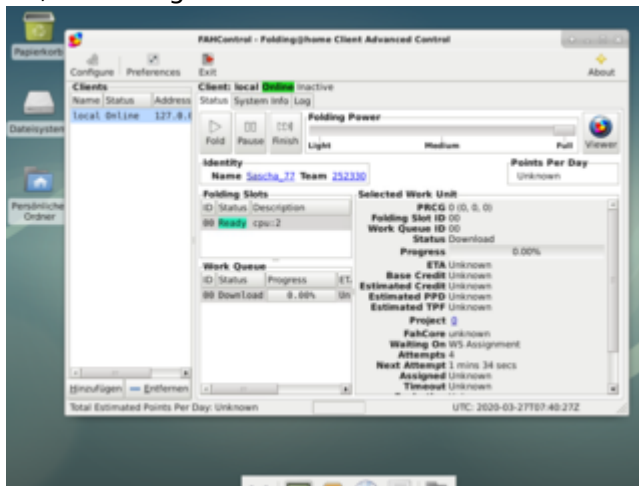 Papierkorb
Dateisystem
Persönliche
Ordner
FAHControl - Folding@home Client Advanced Control
Configure Preferences Exit About
Clients
Name Status Address
local Online 127.0.0
Client: local Online Inactive
Status System Info Log
Fold Pause Finish
Folding Power
Light Medium Full
Viewer
Identity
Name Sascha_77 Team 252330
Points Per Day
Unknown
Folding Slots
ID Status Description
00 Ready cpu:2
Work Queue
ID Status Progress ET
00 Download 0.00% Un
Selected Work Unit
PRCG 0 (0, 0, 0)
Folding Slot ID 00
Work Queue ID 00
Status Download
Progress 0.00%
ETA Unknown
Base Credit Unknown
Estimated Credit Unknown
Estimated PPD Unknown
Estimated TPF Unknown
Project 0
FahCore unknown
Waiting On WS Assignment
Attempts 4
Next Attempt 1 mins 34 secs
Assigned Unknown
Timeout Unknown
Hinzufügen Entfernen
Total Estimated Points Per Day: Unknown
UTC: 2020-03-27T07:40:27Z